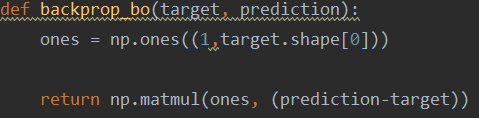 def backprop_bo(target, prediction):
    ones = np.ones((1,target.shape[0]))
    return np.matmul(ones, (prediction-target))